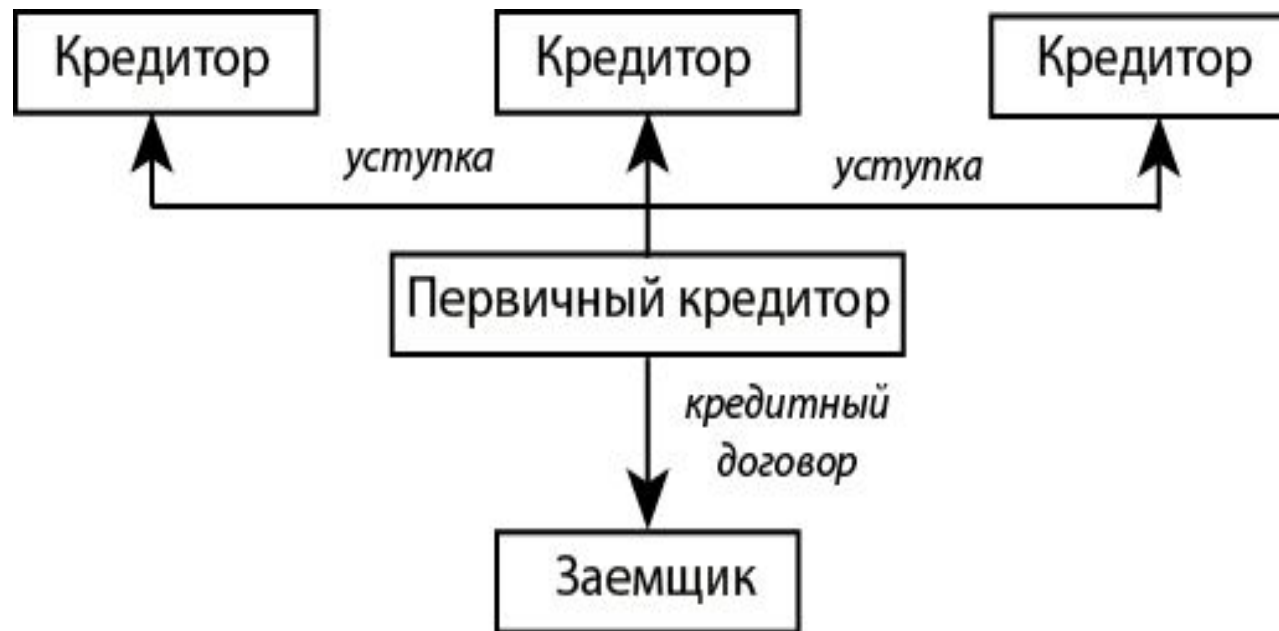 Кредитор
Кредитор
Кредитор
уступка
уступка
Первичный кредитор
кредитный
договор
Заемщик